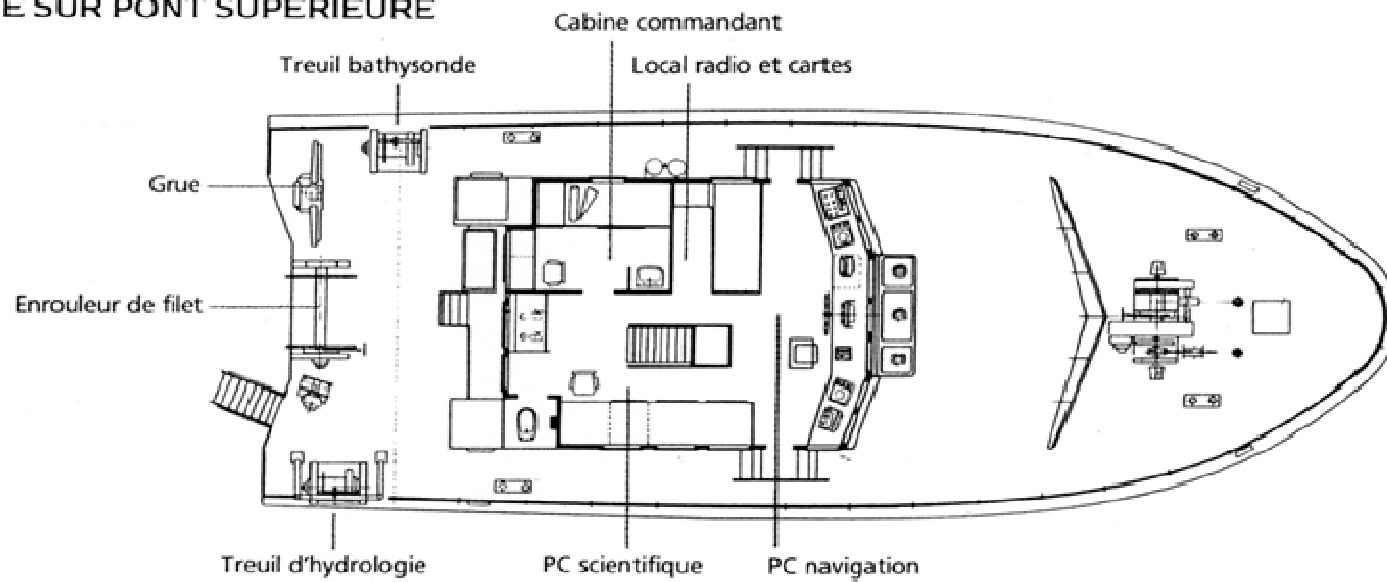 E SUR PONT SUPERIEURE
Cabine commandant
Treuil bathysonde
Local radio et cartes
Grue
Enrouleur de filet
Treuil d'hydrologie
PC scientifique
PC navigation